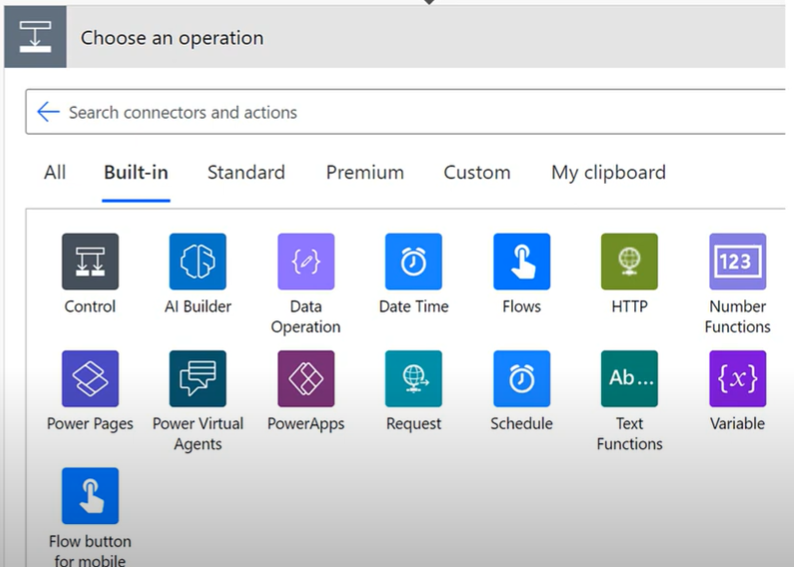 Choose an operation
Search connectors and actions
All Built-in Standard Premium Custom My clipboard
123
Control AI Builder Data Operation Date Time Flows HTTP Number Functions
Ab...
{x}
Power Pages Power Virtual Agents PowerApps Request Schedule Text Functions Variable
Flow button
for mobile